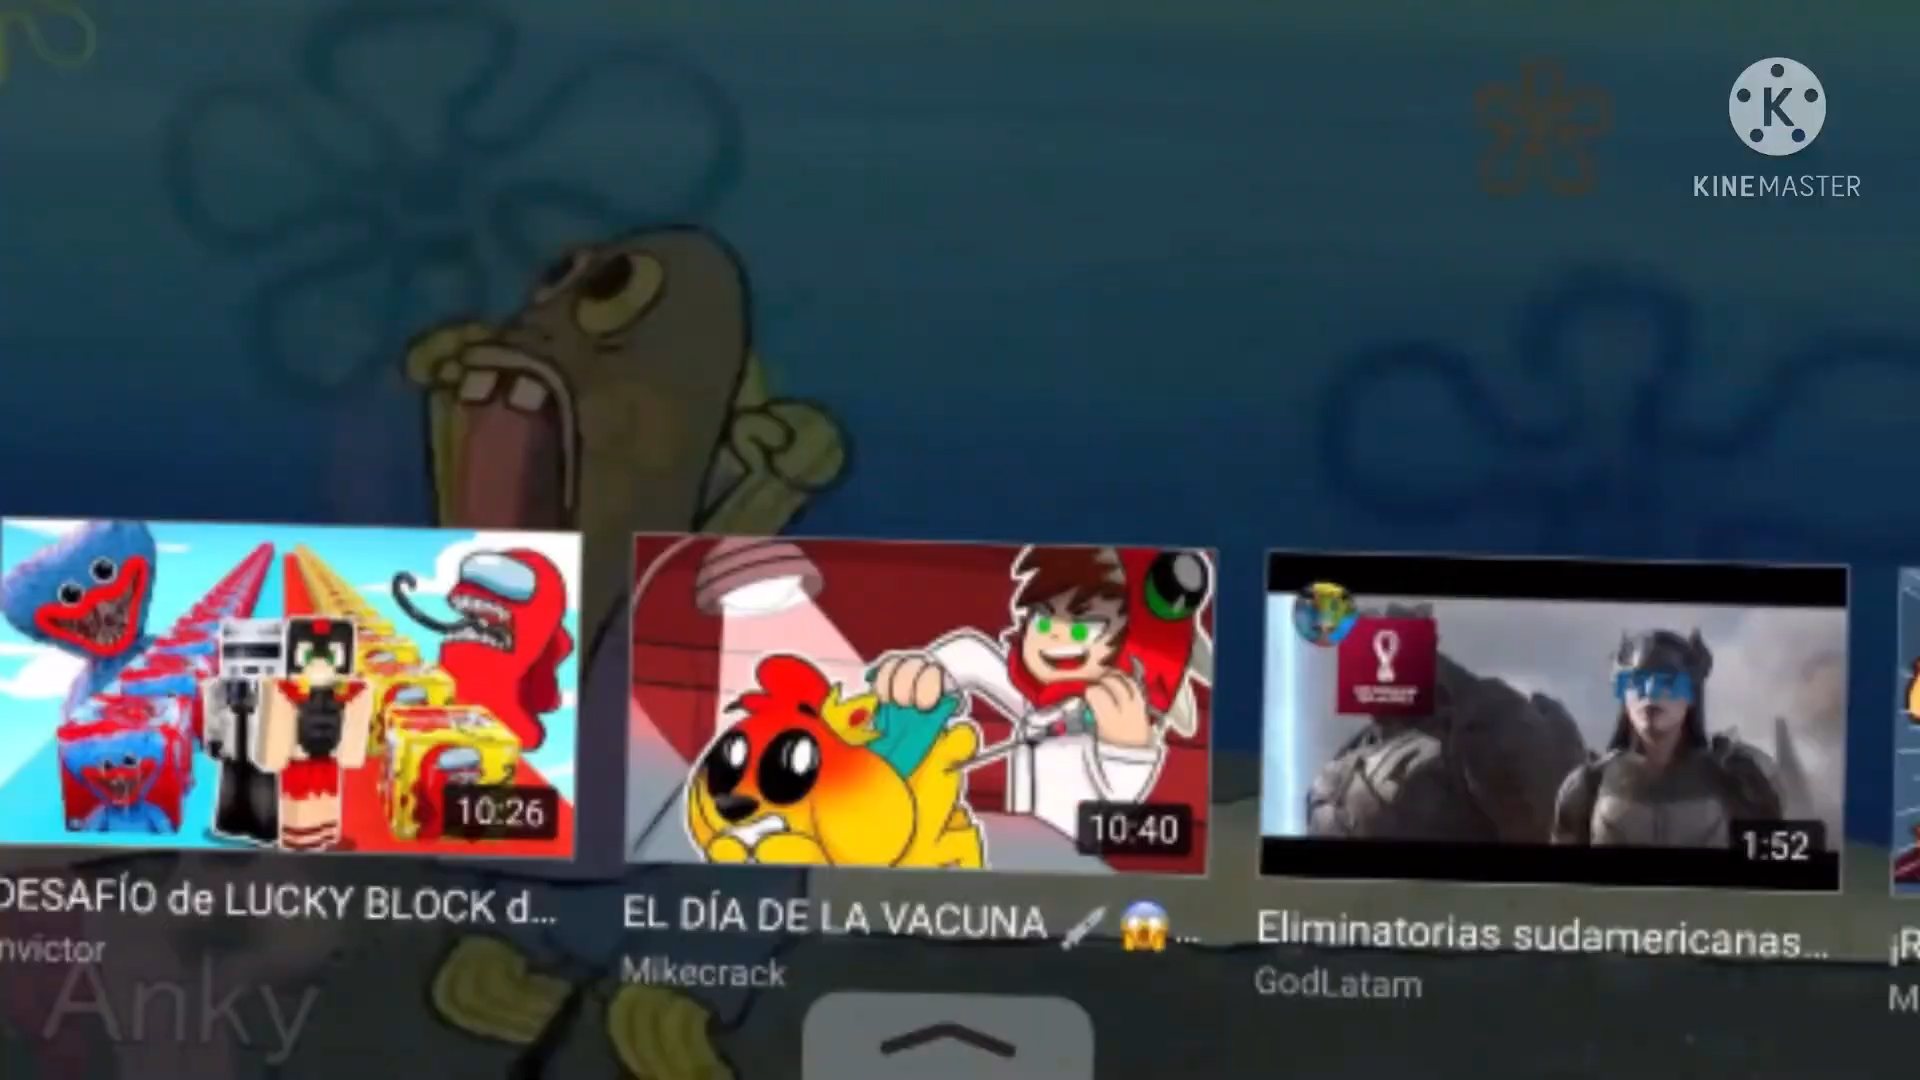 K
KINEMASTER
10:26
10:40
1:52
DESAFÍO de LUCKY BLOCK d...
EL DÍA DE LA VACUNA 💉 😱...
Eliminatorias sudamericanas...
¡R
nvictor
Mikecrack
GodLatam
M
Anky